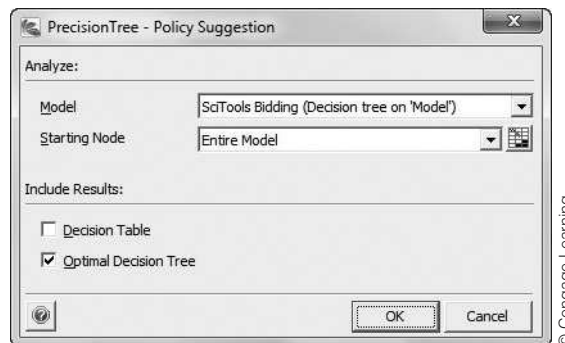 PrecisionTree - Policy Suggestion
Analyze:
Model
SciTools Bidding (Decision tree on 'Model')
Starting Node
Entire Model
Include Results:
Decision Table
Optimal Decision Tree
OK
Cancel
© Cengage Learning